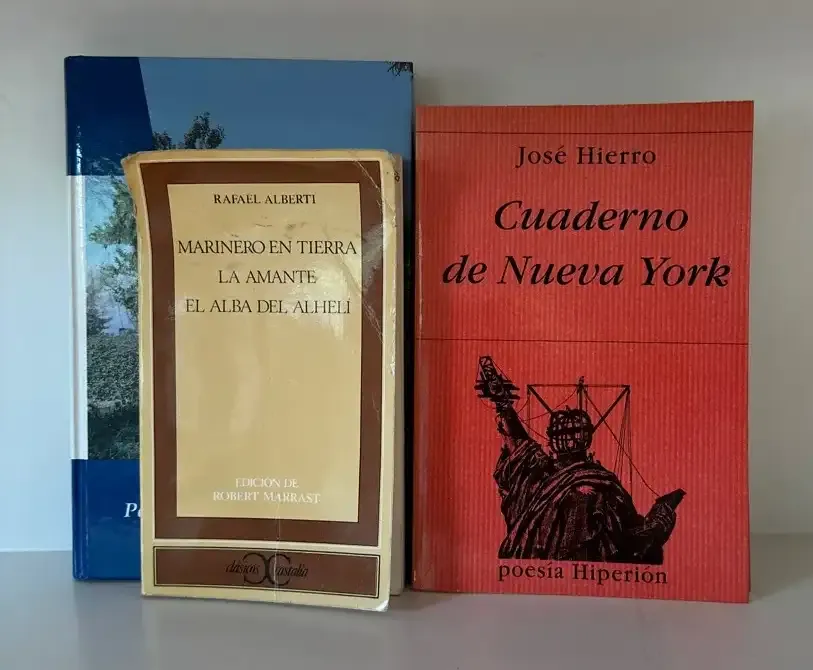 RAFAEL ALBERTI
MARINERO EN TIERRA
LA AMANTE
EL ALBA DEL ALHELÍ
EDICIÓN DE
ROBERT MARRAST
clásicos Castalia
José Hierro
Cuaderno
de Nueva York
poesía Hiperión